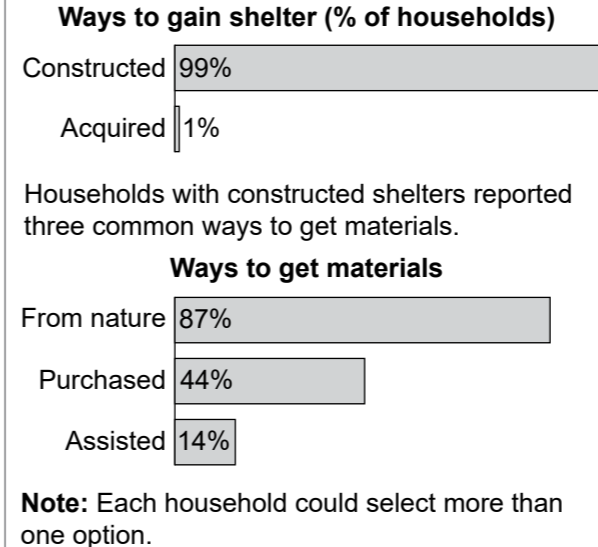 Ways to gain shelter (% of households)
Constructed 99%
Acquired 1%
Households with constructed shelters reported
three common ways to get materials.
Ways to get materials
From nature 87%
Purchased 44%
Assisted 14%
Note: Each household could select more than
one option.